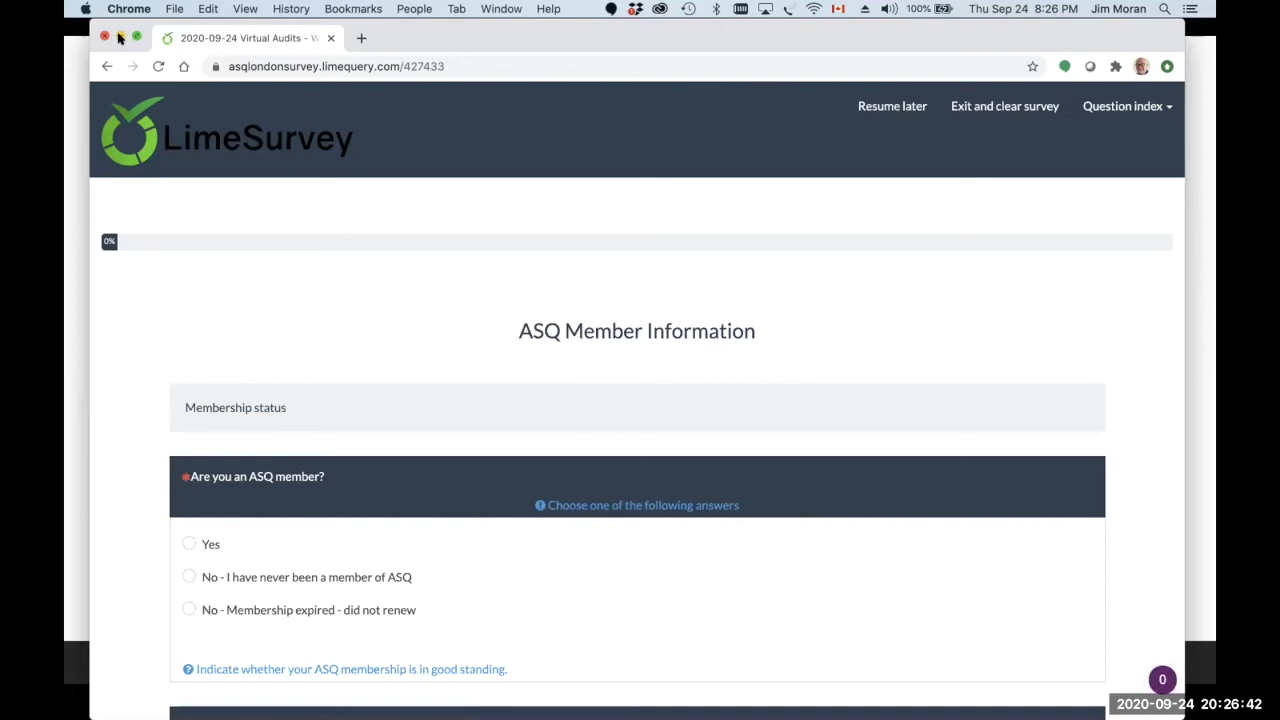 Chrome File Edit View History Bookmarks People Tab Window Help 100% Thu Sep 24 8:26 PM Jim Moran
2020-09-24 Virtual Audits - W
asqlondonsurvey.limequery.com/427433
LimeSurvey
Resume later Exit and clear survey Question index
0%
ASQ Member Information
Membership status
*Are you an ASQ member?
Choose one of the following answers
Yes
No - I have never been a member of ASQ
No - Membership expired - did not renew
Indicate whether your ASQ membership is in good standing.
0
2020-09-24 20:26:42